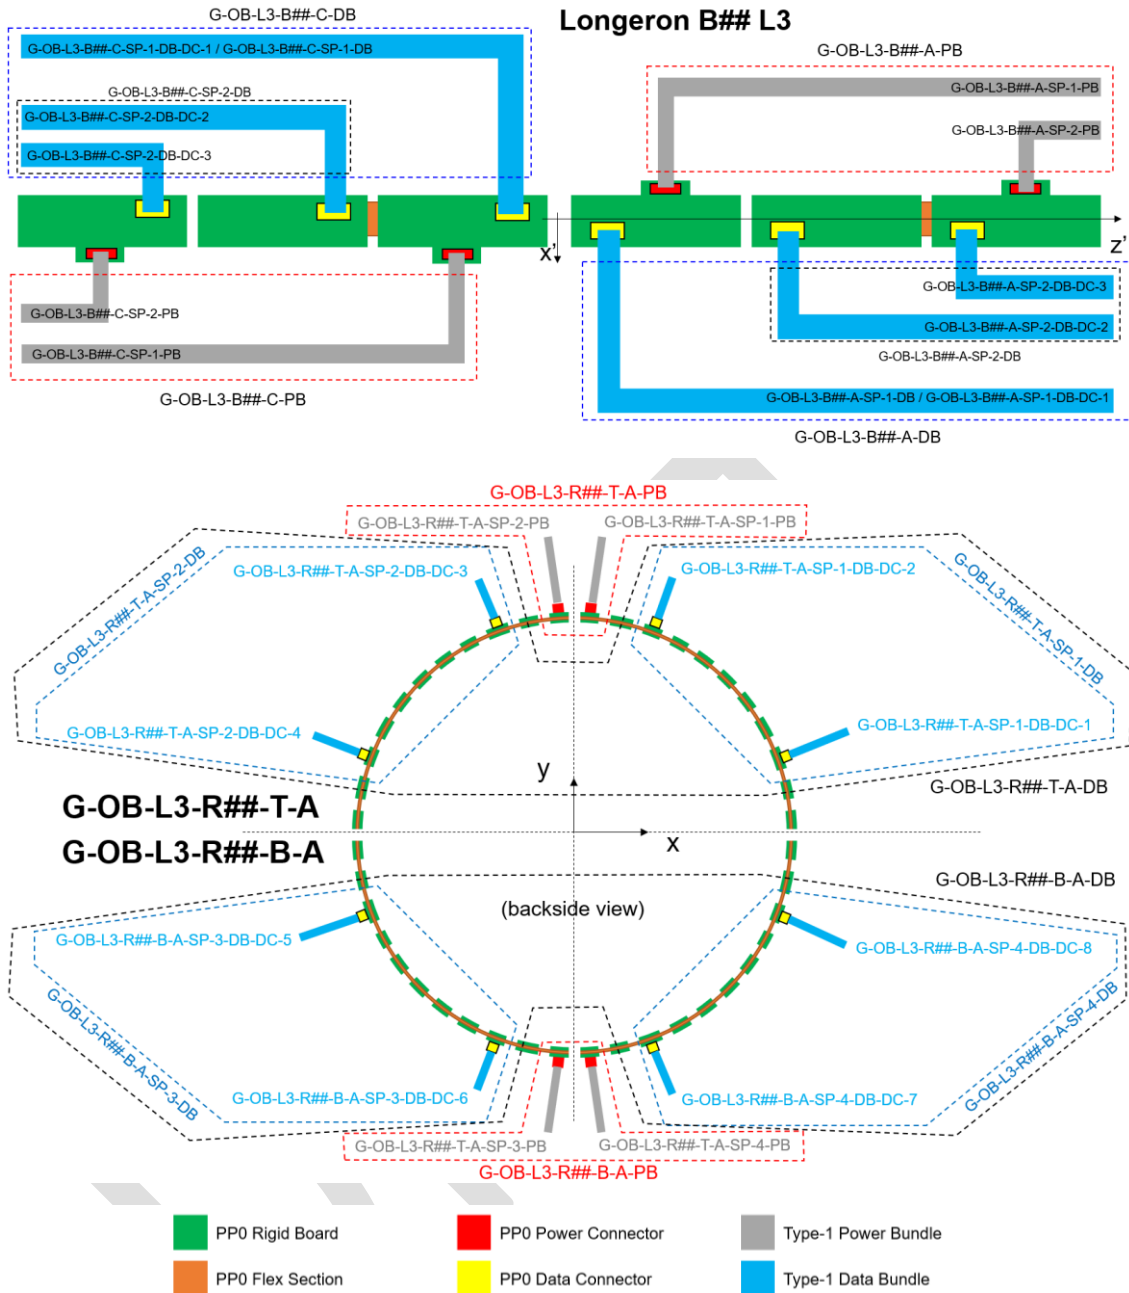 G-OB-L3-B##-C-DB
Longeron B## L3
G-OB-L3-B##-C-SP-1-DB-DC-1 / G-OB-L3-B##-C-SP-1-DB
G-OB-L3-B##-C-SP-2-DB
G-OB-L3-B##-C-SP-2-DB-DC-2
G-OB-L3-B##-C-SP-2-DB-DC-3
G-OB-L3-B##-A-PB
G-OB-L3-B##-A-SP-1-PB
G-OB-L3-B##-A-SP-2-PB
x'
z'
G-OB-L3-B##-C-SP-2-PB
G-OB-L3-B##-C-SP-1-PB
G-OB-L3-B##-C-PB
G-OB-L3-B##-A-SP-2-DB-DC-3
G-OB-L3-B##-A-SP-2-DB-DC-2
G-OB-L3-B##-A-SP-2-DB
G-OB-L3-B##-A-SP-1-DB / G-OB-L3-B##-A-SP-1-DB-DC-1
G-OB-L3-B##-A-DB
G-OB-L3-R##-T-A-PB
G-OB-L3-R##-T-A-SP-2-PB
G-OB-L3-R##-T-A-SP-1-PB
G-OB-L3-R##-T-A-SP-2-DB
G-OB-L3-R##-T-A-SP-2-DB-DC-3
G-OB-L3-R##-T-A-SP-1-DB-DC-2
G-OB-L3-R##-T-A-SP-1-DB
G-OB-L3-R##-T-A-SP-2-DB-DC-4
G-OB-L3-R##-T-A-SP-1-DB-DC-1
y
G-OB-L3-R##-T-A-DB
G-OB-L3-R##-T-A
x
G-OB-L3-R##-B-A
G-OB-L3-R##-B-A-DB
(backside view)
G-OB-L3-R##-B-A-SP-3-DB-DC-5
G-OB-L3-R##-B-A-SP-4-DB-DC-8
G-OB-L3-R##-B-A-SP-3-DB
G-OB-L3-R##-B-A-SP-4-DB
G-OB-L3-R##-B-A-SP-3-DB-DC-6
G-OB-L3-R##-B-A-SP-4-DB-DC-7
G-OB-L3-R##-T-A-SP-3-PB
G-OB-L3-R##-T-A-SP-4-PB
G-OB-L3-R##-B-A-PB
PP0 Rigid Board
PP0 Power Connector
Type-1 Power Bundle
PP0 Flex Section
PP0 Data Connector
Type-1 Data Bundle